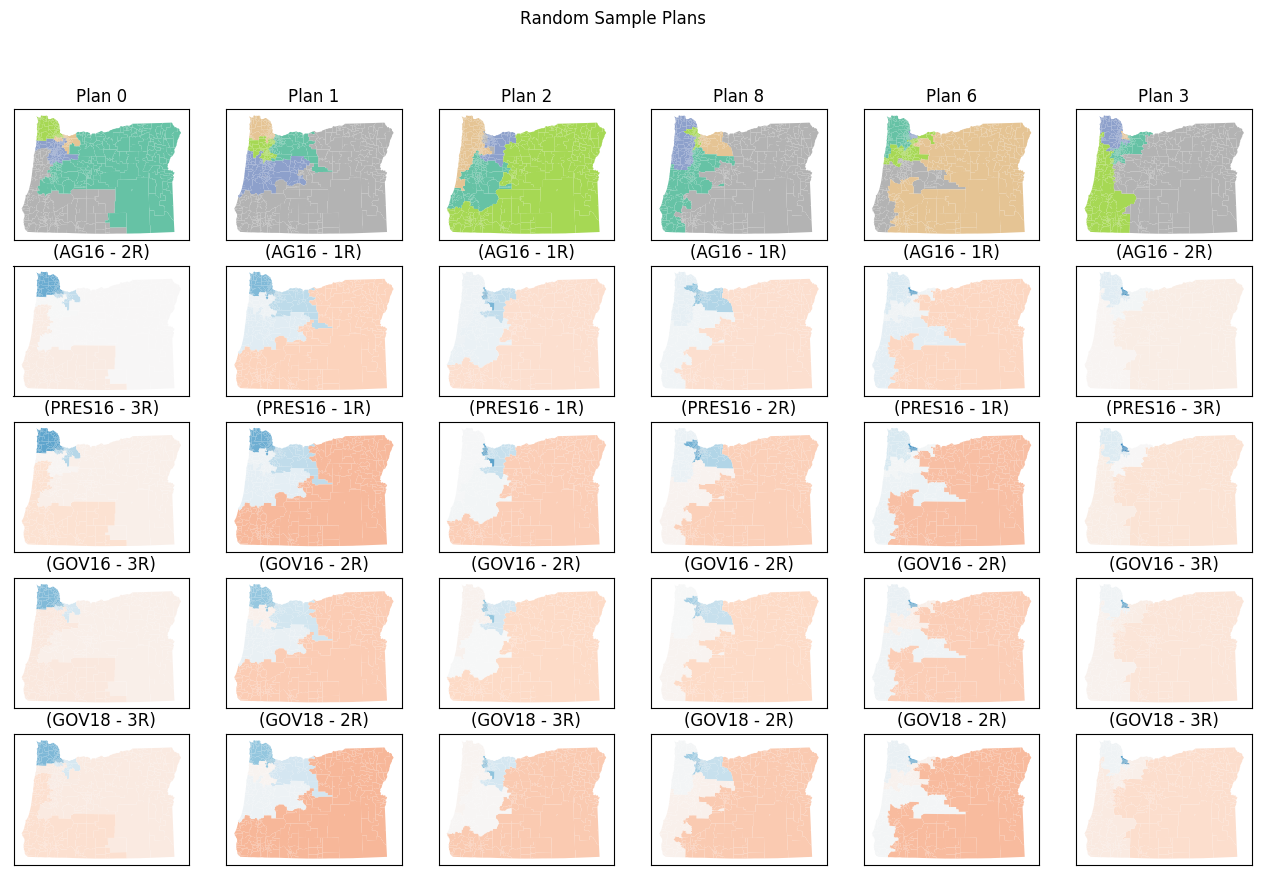 Random Sample Plans
Plan 0 Plan 1 Plan 2 Plan 8 Plan 6 Plan 3
(AG16 - 2R) (AG16 - 1R) (AG16 - 1R) (AG16 - 1R) (AG16 - 1R) (AG16 - 2R)
(PRES16 - 3R) (PRES16 - 1R) (PRES16 - 1R) (PRES16 - 2R) (PRES16 - 1R) (PRES16 - 3R)
(GOV16 - 3R) (GOV16 - 2R) (GOV16 - 2R) (GOV16 - 2R) (GOV16 - 2R) (GOV16 - 3R)
(GOV18 - 3R) (GOV18 - 2R) (GOV18 - 3R) (GOV18 - 2R) (GOV18 - 2R) (GOV18 - 3R)